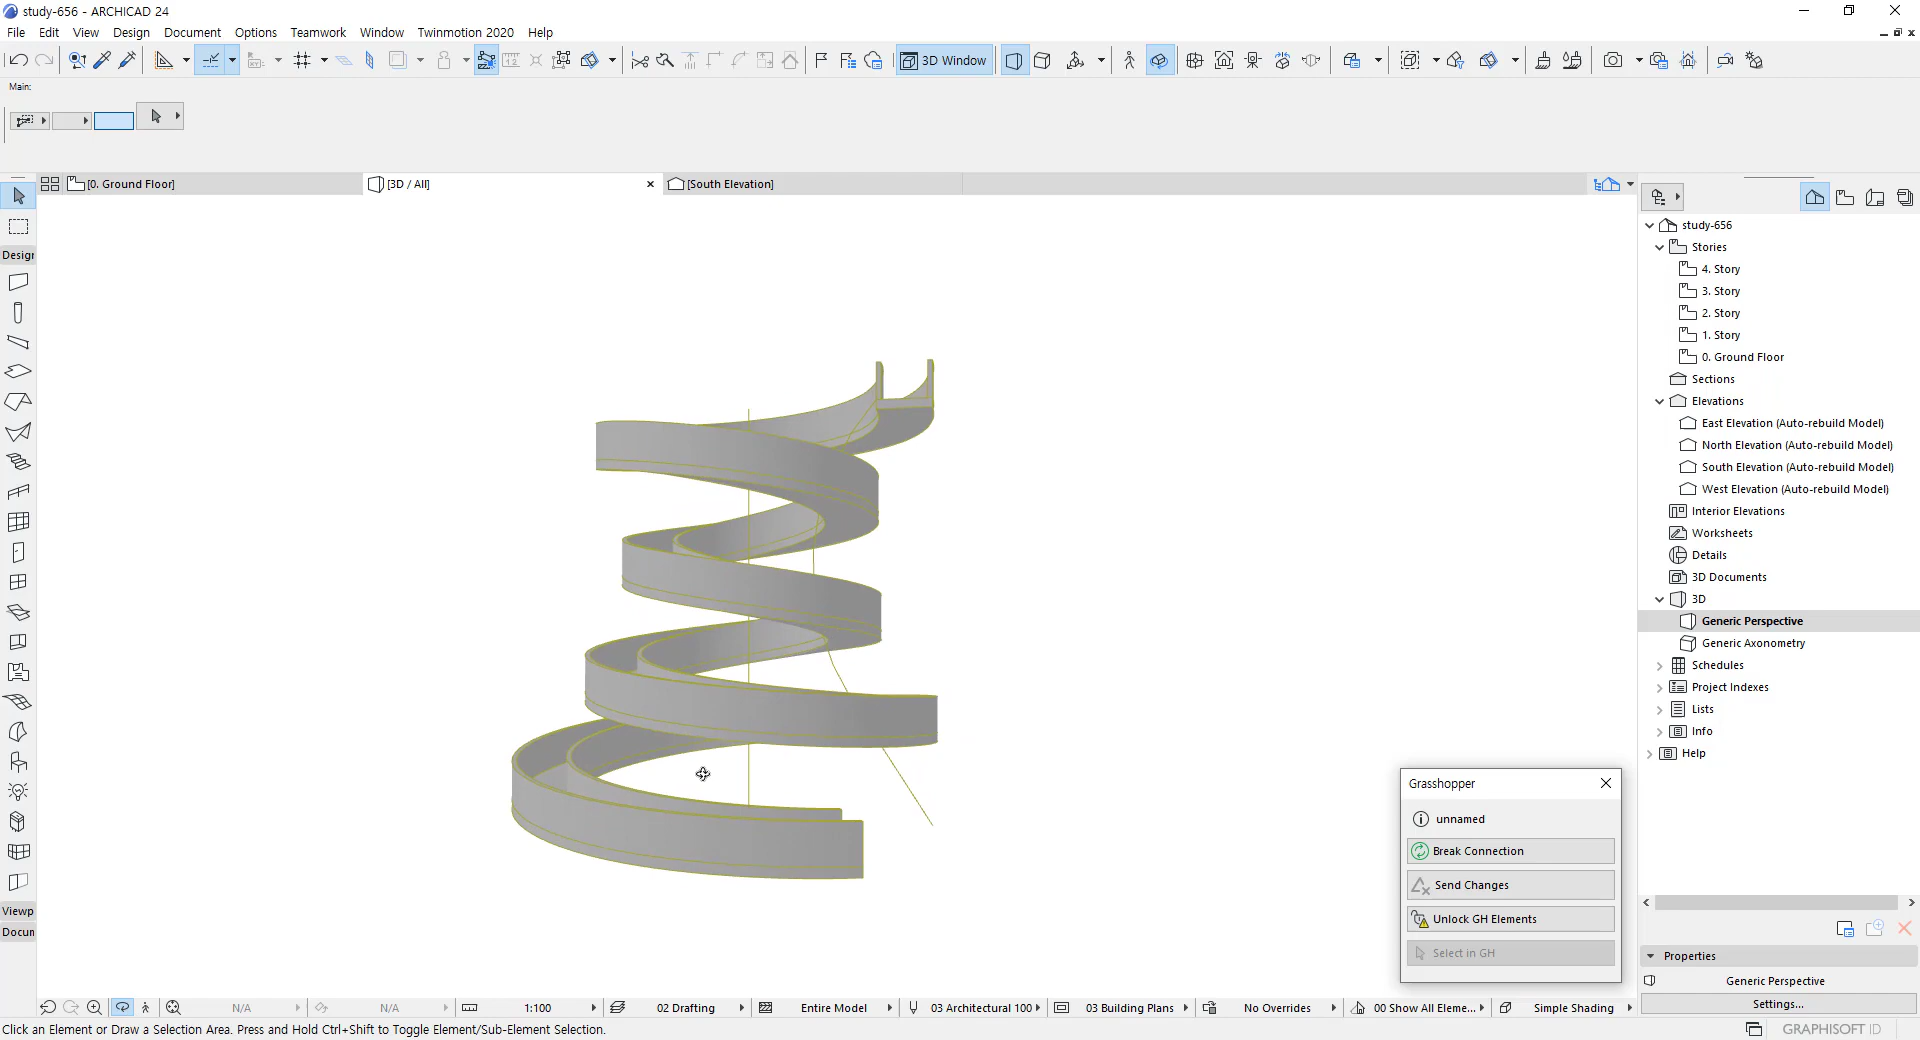 study-656 - ARCHICAD 24
File Edit View Design Document Options Teamwork Window Twinmotion 2020 Help
3D Window
Main:
[0. Ground Floor] [3D / All] [South Elevation]
Design
Viewp
Docun
study-656
Stories
4. Story
3. Story
2. Story
1. Story
0. Ground Floor
Sections
Elevations
East Elevation (Auto-rebuild Model)
North Elevation (Auto-rebuild Model)
South Elevation (Auto-rebuild Model)
West Elevation (Auto-rebuild Model)
Interior Elevations
Worksheets
Details
3D Documents
3D
Generic Perspective
Generic Axonometry
Schedules
Project Indexes
Lists
Info
Help
Grasshopper
unnamed
Break Connection
Send Changes
Unlock GH Elements
Select in GH
Properties
Generic Perspective
Settings...
N/A N/A 1:100 02 Drafting Entire Model 03 Architectural 100 03 Building Plans No Overrides 00 Show All Eleme... Simple Shading
Click an Element or Draw a Selection Area. Press and Hold Ctrl+Shift to Toggle Element/Sub-Element Selection.
GRAPHISOFT ID